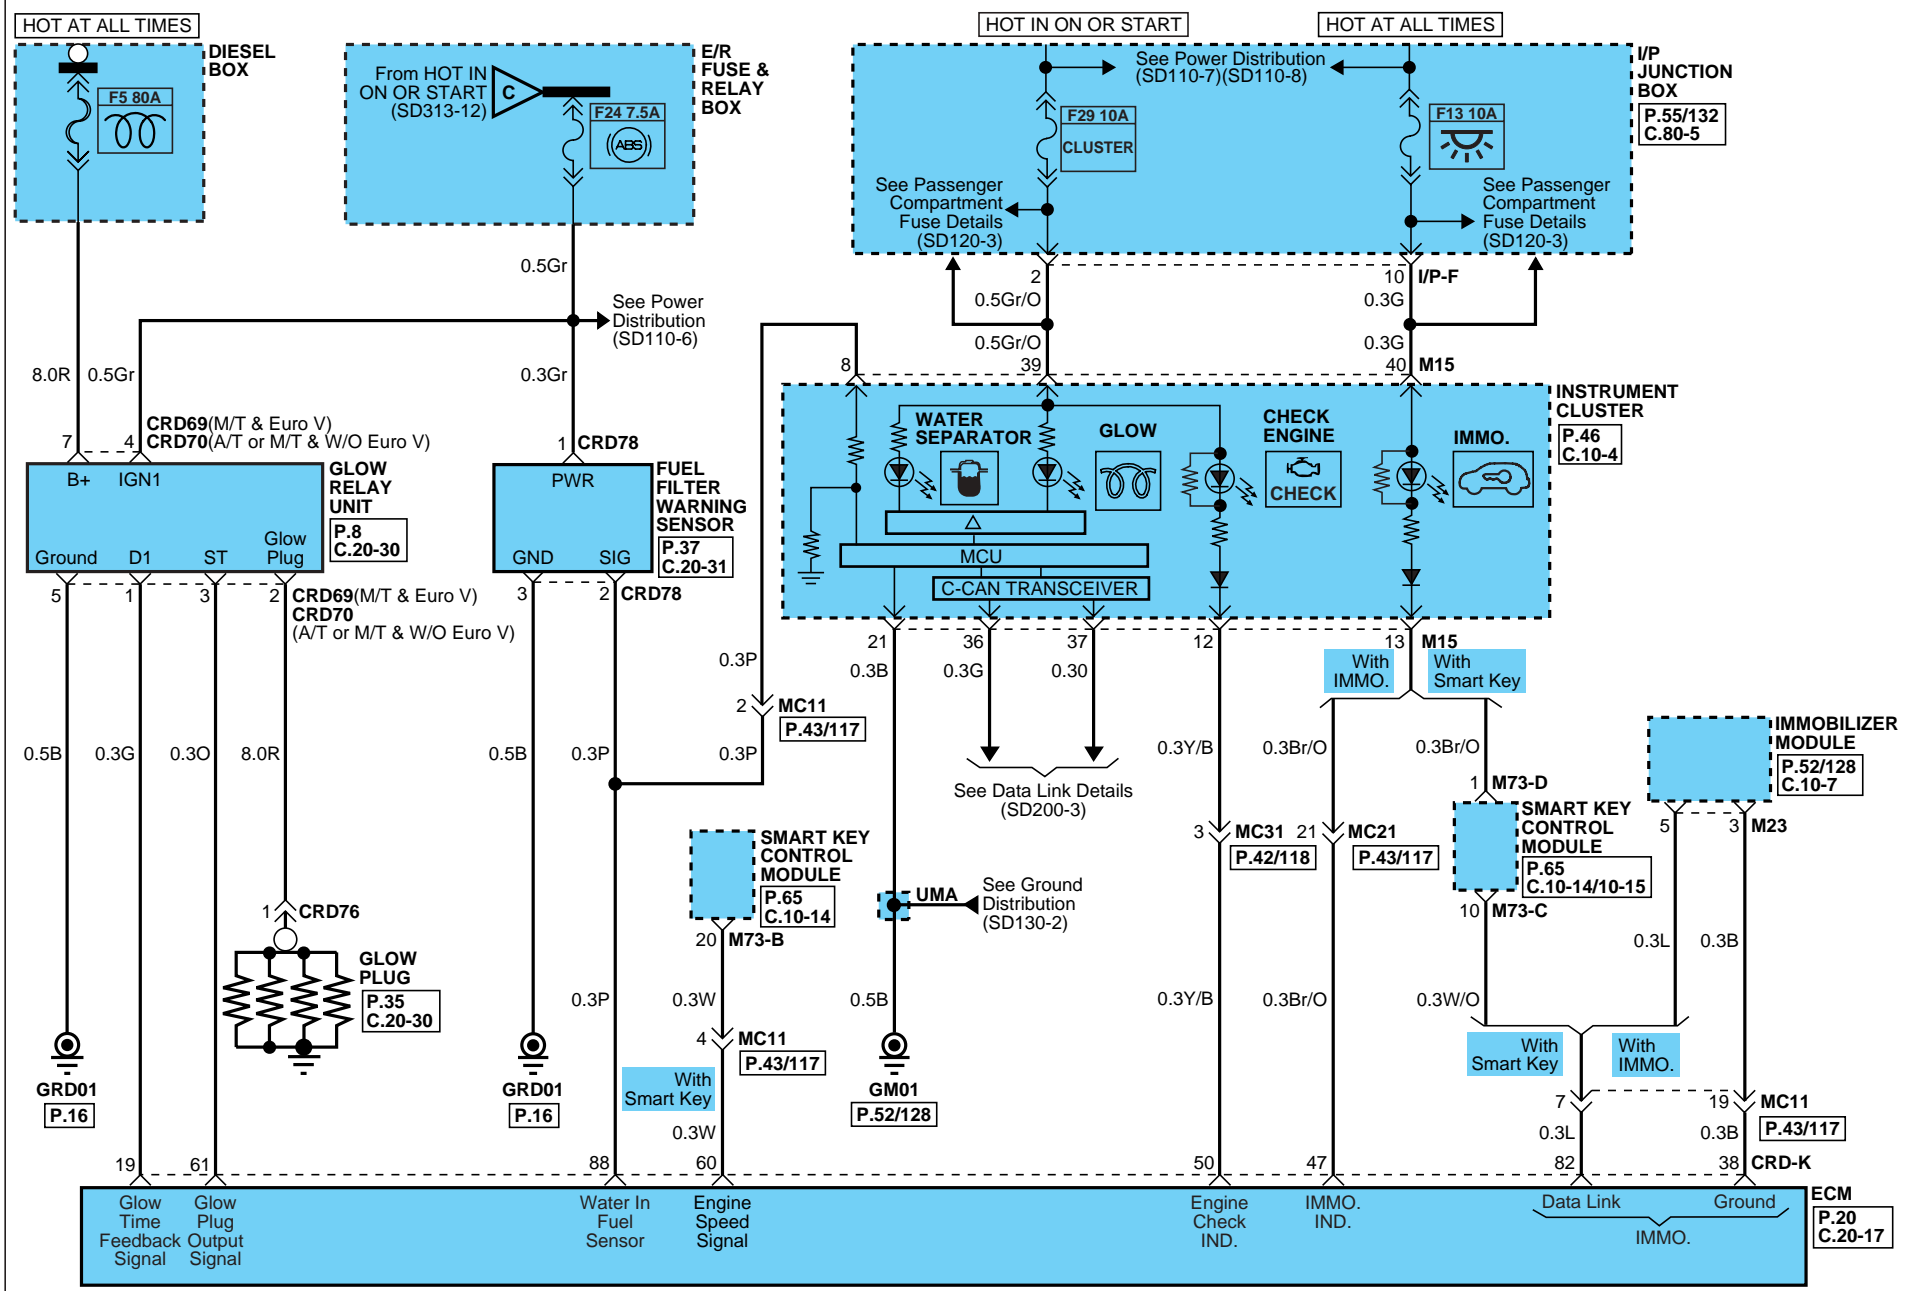 HOT AT ALL TIMES
HOT IN ON OR START
HOT AT ALL TIMES
DIESEL
BOX
F5 80A
E/R
FUSE &
RELAY
BOX
From HOT IN
ON OR START
(SD313-12)
C
F24 7.5A
ABS
See Power Distribution
(SD110-7)(SD110-8)
F29 10A
CLUSTER
F13 10A
See Passenger
Compartment
Fuse Details
(SD120-3)
See Passenger
Compartment
Fuse Details
(SD120-3)
I/P
JUNCTION
BOX
P.55/132
C.80-5
0.5Gr
2
10
I/P-F
0.5Gr/O
0.3G
See Power
Distribution
(SD110-6)
0.5Gr/O
0.3G
8.0R
0.5Gr
0.3Gr
8
39
40
M15
CRD69(M/T & Euro V)
7
4
CRD70(A/T or M/T & W/O Euro V)
1
CRD78
B+
IGN1
GLOW
RELAY
UNIT
P.8
C.20-30
Ground
D1
ST
Glow
Plug
PWR
GND
SIG
FUEL
FILTER
WARNING
SENSOR
P.37
C.20-31
WATER
SEPARATOR
GLOW
CHECK
ENGINE
CHECK
IMMO.
MCU
C-CAN TRANSCEIVER
INSTRUMENT
CLUSTER
P.46
C.10-4
5
1
3
2
CRD69(M/T & Euro V)
CRD70
(A/T or M/T & W/O Euro V)
3
2
CRD78
21
36
37
12
13
M15
0.3P
0.3B
0.3G
0.30
With
IMMO.
With
Smart Key
2
MC11
P.43/117
0.5B
0.3G
0.3O
8.0R
0.5B
0.3P
0.3P
0.3Y/B
0.3Br/O
0.3Br/O
See Data Link Details
(SD200-3)
IMMOBILIZER
MODULE
P.52/128
C.10-7
1
M73-D
SMART KEY
CONTROL
MODULE
P.65
C.10-14/10-15
5
3
M23
3
MC31
P.42/118
21
MC21
P.43/117
SMART KEY
CONTROL
MODULE
P.65
C.10-14
UMA
See Ground
Distribution
(SD130-2)
1
CRD76
20
M73-B
10
M73-C
GLOW
PLUG
P.35
C.20-30
0.3L
0.3B
0.3P
0.3W
0.5B
0.3Y/B
0.3Br/O
0.3W/O
4
MC11
P.43/117
With
Smart Key
With
IMMO.
GRD01
P.16
GRD01
P.16
With
Smart Key
GM01
P.52/128
7
19
MC11
P.43/117
0.3W
0.3L
0.3B
19
61
88
60
50
47
82
38
CRD-K
Glow
Time
Feedback
Signal
Glow
Plug
Output
Signal
Water In
Fuel
Sensor
Engine
Speed
Signal
Engine
Check
IND.
IMMO.
IND.
Data Link
Ground
IMMO.
ECM
P.20
C.20-17